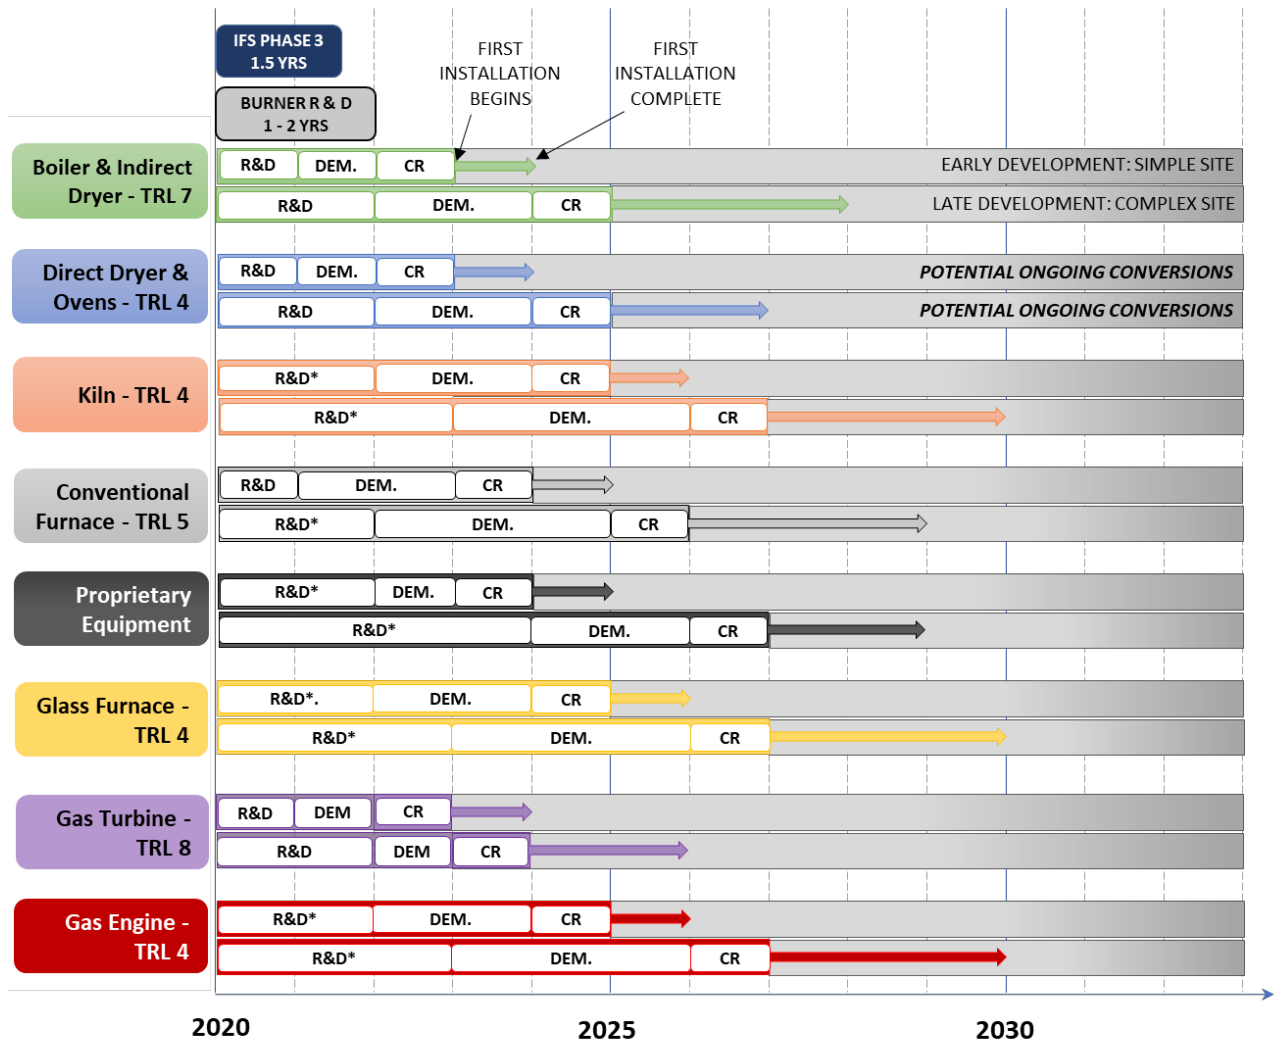 IFS PHASE 3
1.5 YRS
BURNER R & D
1 - 2 YRS
FIRST
INSTALLATION
BEGINS
FIRST
INSTALLATION
COMPLETE
Boiler & Indirect
Dryer - TRL 7
R&D DEM. CR EARLY DEVELOPMENT: SIMPLE SITE
R&D DEM. CR LATE DEVELOPMENT: COMPLEX SITE
Direct Dryer &
Ovens - TRL 4
R&D DEM. CR POTENTIAL ONGOING CONVERSIONS
R&D DEM. CR POTENTIAL ONGOING CONVERSIONS
Kiln - TRL 4
R&D* DEM. CR
R&D* DEM. CR
Conventional
Furnace - TRL 5
R&D DEM. CR
R&D* DEM. CR
Proprietary
Equipment
R&D* DEM. CR
R&D* DEM. CR
Glass Furnace -
TRL 4
R&D*. DEM. CR
R&D* DEM. CR
Gas Turbine -
TRL 8
R&D DEM CR
R&D DEM CR
Gas Engine -
TRL 4
R&D* DEM. CR
R&D* DEM. CR
2020 2025 2030